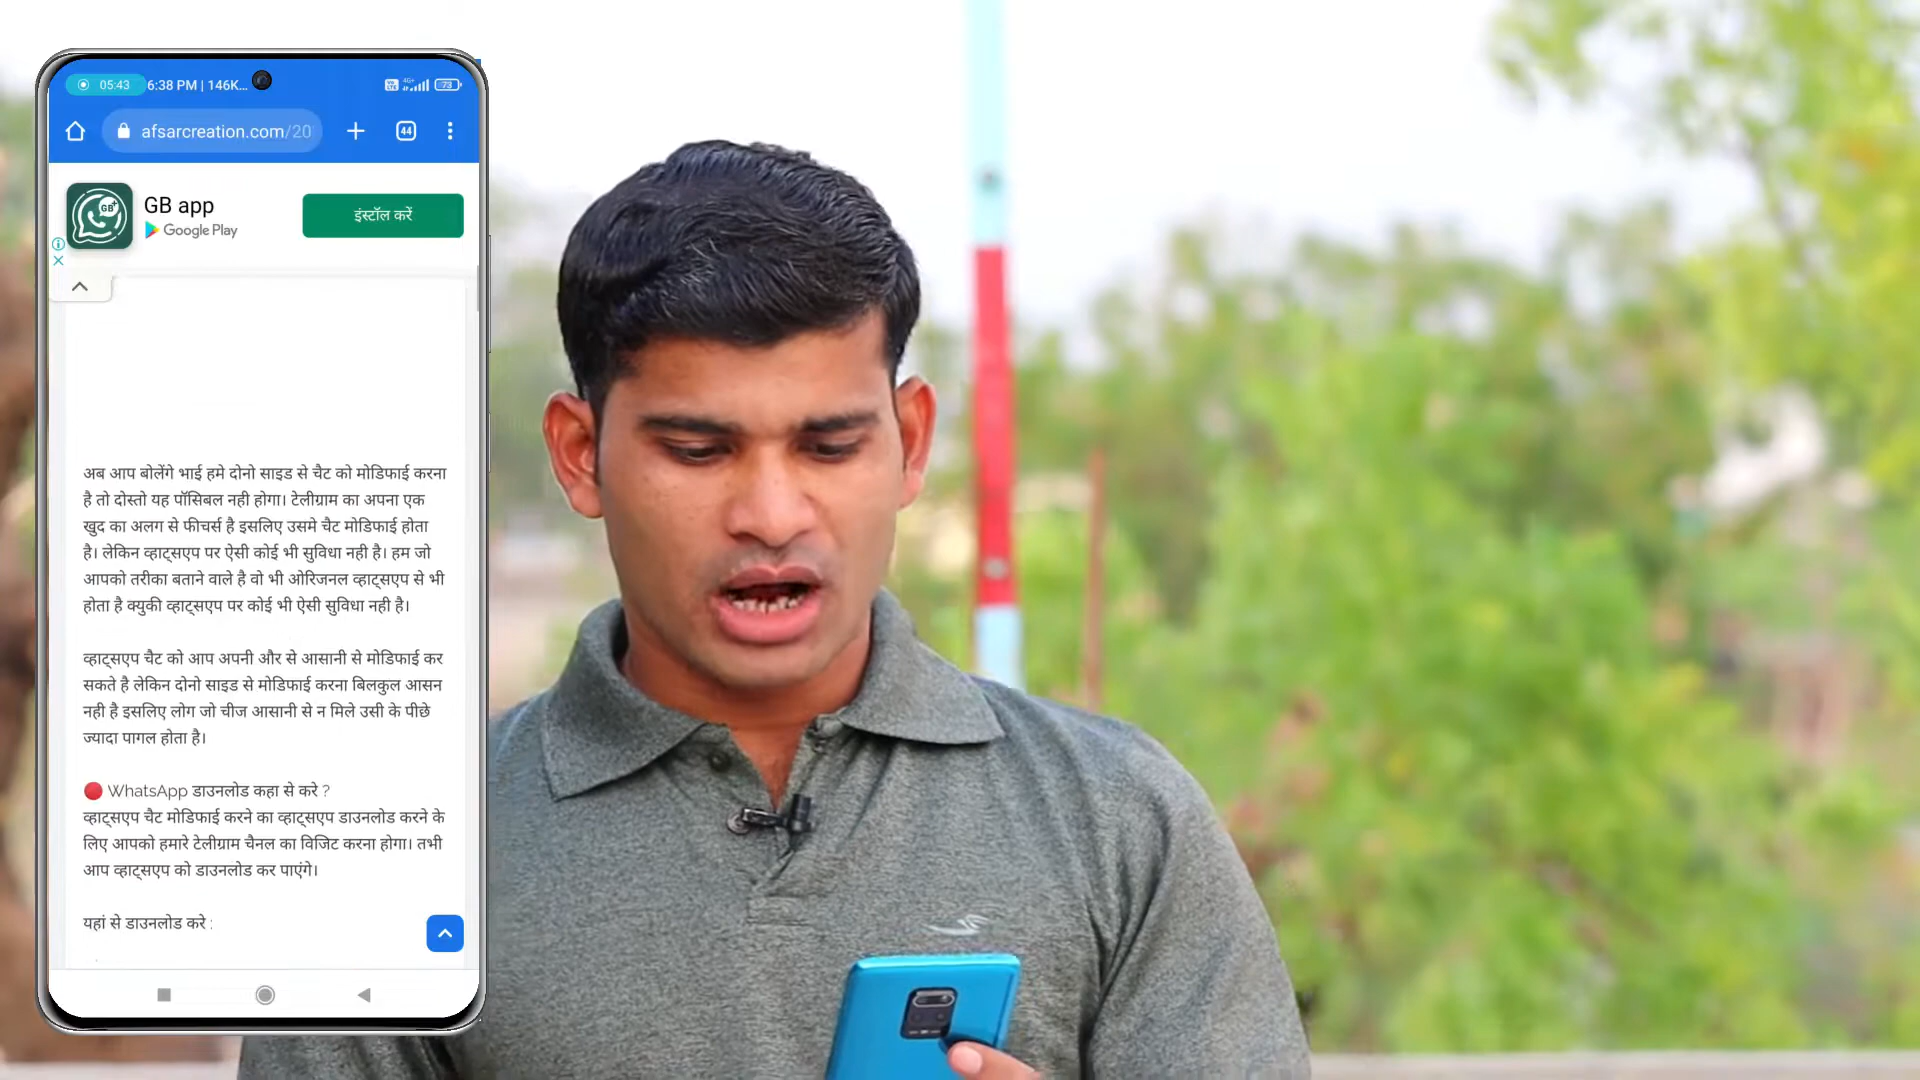 05:43 6:38 PM | 146K... 4G+ 73
afsarcreation.com/20 44
GB app
Google Play
इंस्टॉल करें
अब आप बोलेंगे भाई हमे दोनो साइड से चैट को मोडिफाई करना
है तो दोस्तो यह पॉसिबल नही होगा। टेलीग्राम का अपना एक
खुद का अलग से फीचर्स है इसलिए उसमे चैट मोडिफाई होता
है। लेकिन व्हाट्सएप पर ऐसी कोई भी सुविधा नही है। हम जो
आपको तरीका बताने वाले है वो भी ओरिजनल व्हाट्सएप से भी
होता है क्युकी व्हाट्सएप पर कोई भी ऐसी सुविधा नही है।
व्हाट्सएप चैट को आप अपनी और से आसानी से मोडिफाई कर
सकते है लेकिन दोनो साइड से मोडिफाई करना बिलकुल आसन
नही है इसलिए लोग जो चीज आसानी से न मिले उसी के पीछे
ज्यादा पागल होता है।
WhatsApp डाउनलोड कहा से करे ?
व्हाट्सएप चैट मोडिफाई करने का व्हाट्सएप डाउनलोड करने के
लिए आपको हमारे टेलीग्राम चैनल का विजिट करना होगा। तभी
आप व्हाट्सएप को डाउनलोड कर पाएंगे।
यहां से डाउनलोड करे :